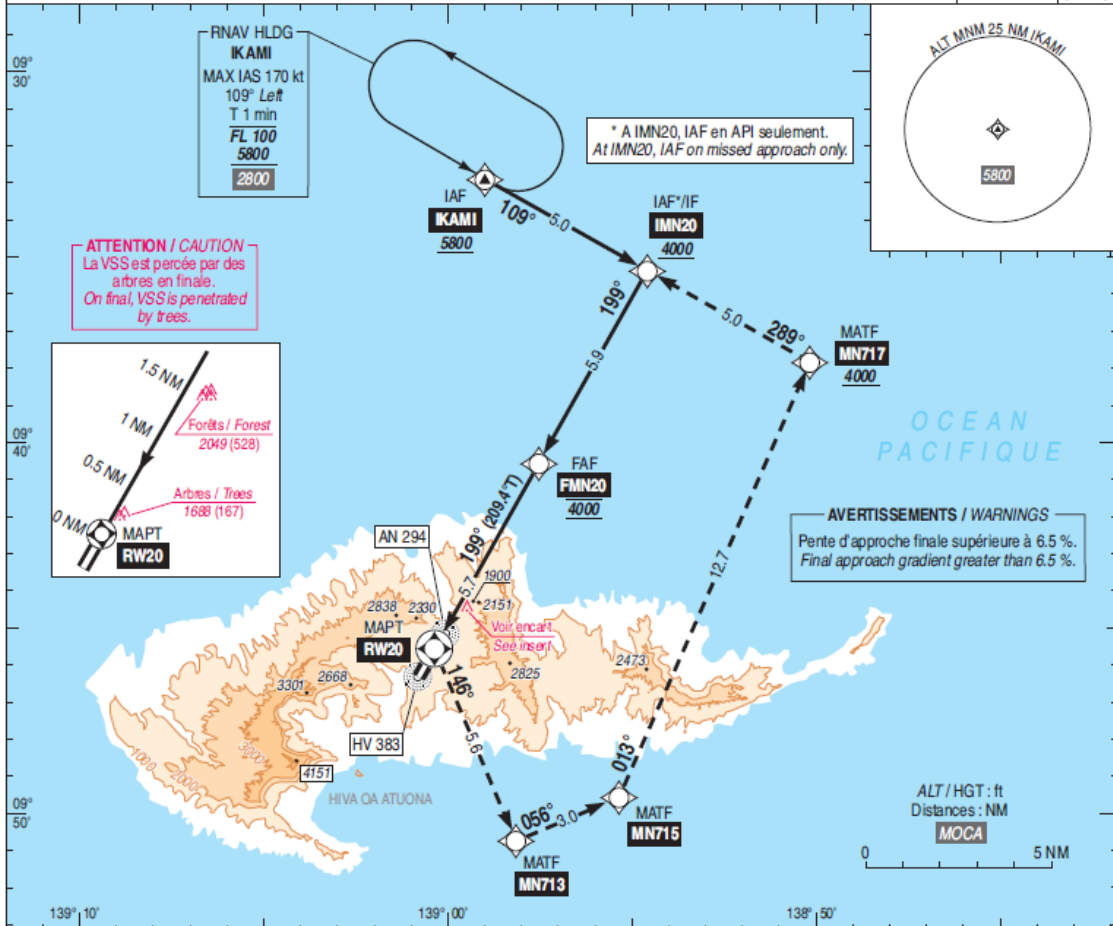 RNAV HLDG
IKAMI
MAX IAS 170 kt
109° Left
T 1 min
FL 100
5800
2800
ALT MNM 25 NM IKAMI
5800
* A IMN20, IAF en API seulement.
At IMN20, IAF on missed approach only.
IAF
IKAMI
5800
109°
5.0
IAF*/IF
IMN20
4000
199°
5.9
5.0
289°
MATF
MN717
4000
ATTENTION / CAUTION
La VSS est percée par des
arbres en finale.
On final, VSS is penetrated
by trees.
1.5 NM
1 NM
0.5 NM
0 NM
Forêts / Forest
2049 (528)
Arbres / Trees
1688 (167)
MAPT
RW20
OCEAN
PACIFIQUE
FAF
FMN20
4000
199° (209.4°T)
5.7
AVERTISSEMENTS / WARNINGS
Pente d'approche finale supérieure à 6.5 %.
Final approach gradient greater than 6.5 %.
12.7
AN 294
1900
2838
2330
2151
Voir encart
See insert
MAPT
RW20
2825
2473
2668
3301
146°
5.6
HV 383
3000
2000
1000
4151
HIVA OA ATUONA
013°
056°
3.0
MATF
MN715
MATF
MN713
ALT / HGT : ft
Distances : NM
MOCA
0
5 NM
09°
30'
09°
40'
09°
50'
139° 10'
139° 00'
138° 50'